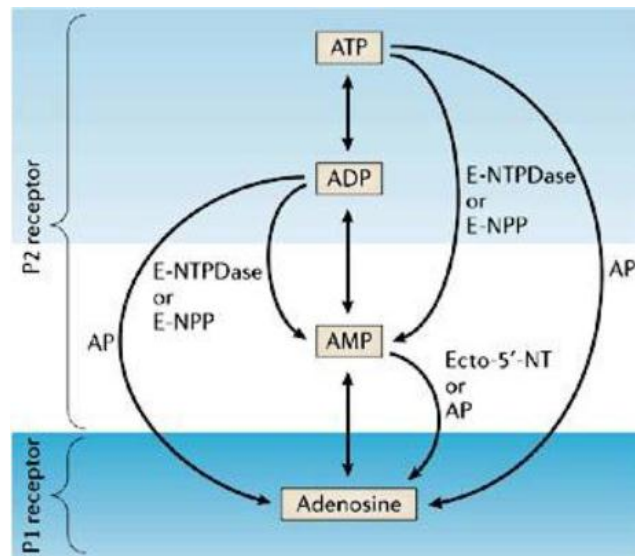 ATP
ADP
E-NTPDase
or
E-NPP
P2 receptor
E-NTPDase
or
E-NPP
AP
AP
AMP
Ecto-5′-NT
or
AP
Adenosine
P1 receptor